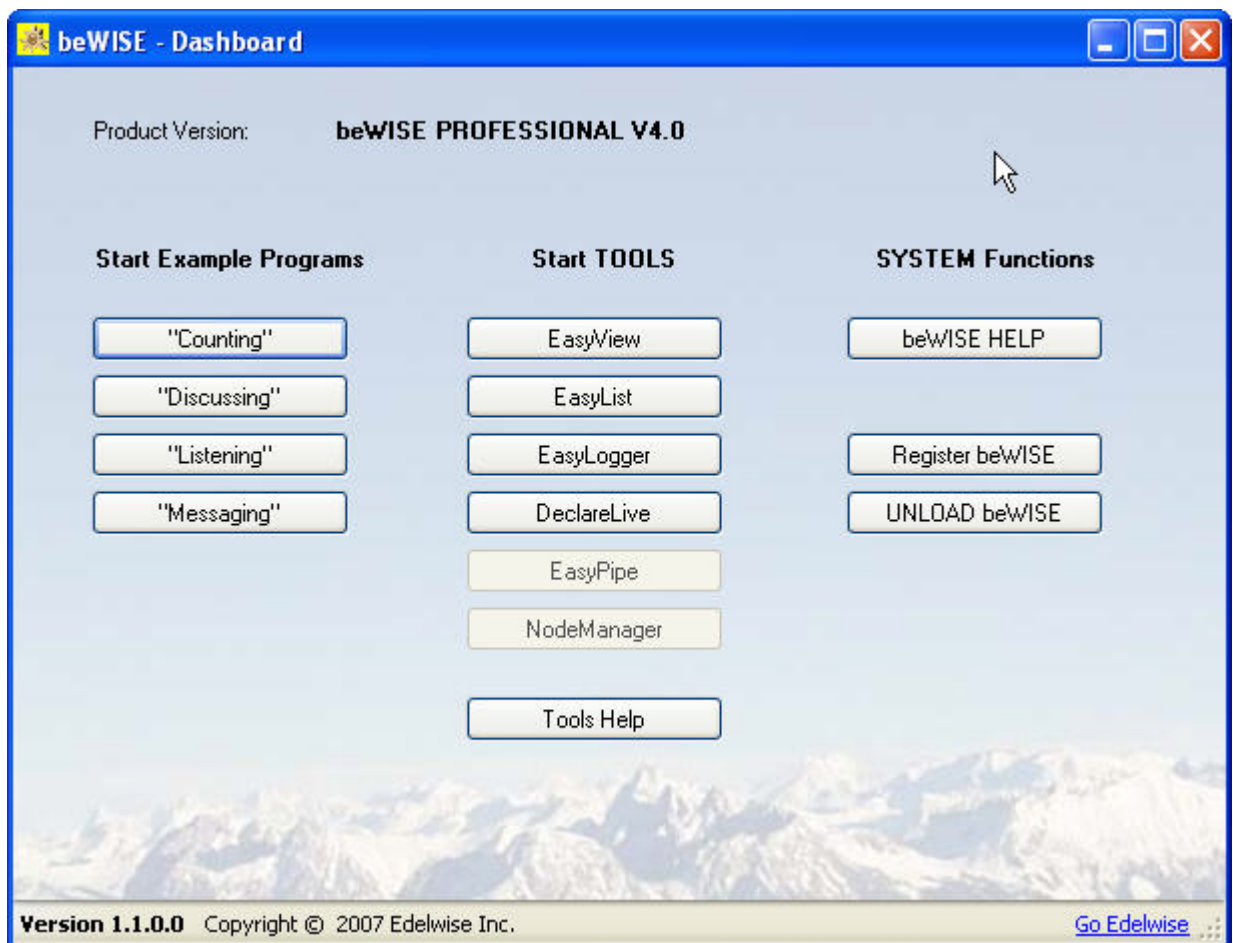 beWISE - Dashboard
Product Version: beWISE PROFESSIONAL V4.0
Start Example Programs
"Counting"
"Discussing"
"Listening"
"Messaging"
Start TOOLS
EasyView
EasyList
EasyLogger
DeclareLive
EasyPipe
NodeManager
Tools Help
SYSTEM Functions
beWISE HELP
Register beWISE
UNLOAD beWISE
Version 1.1.0.0 Copyright © 2007 Edelwise Inc. Go Edelwise